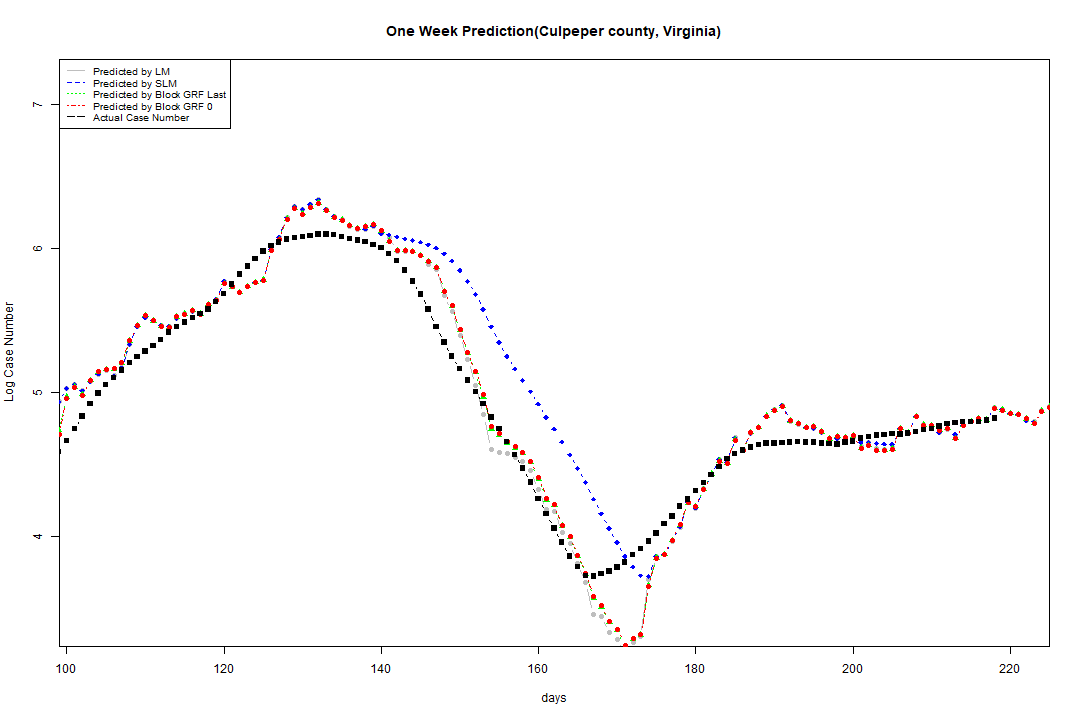 One Week Prediction(Culpeper county, Virginia)
Predicted by LM
Predicted by SLM
Predicted by Block GRF Last
Predicted by Block GRF 0
Actual Case Number
7
6
5
4
Log Case Number
100 120 140 160 180 200 220
days